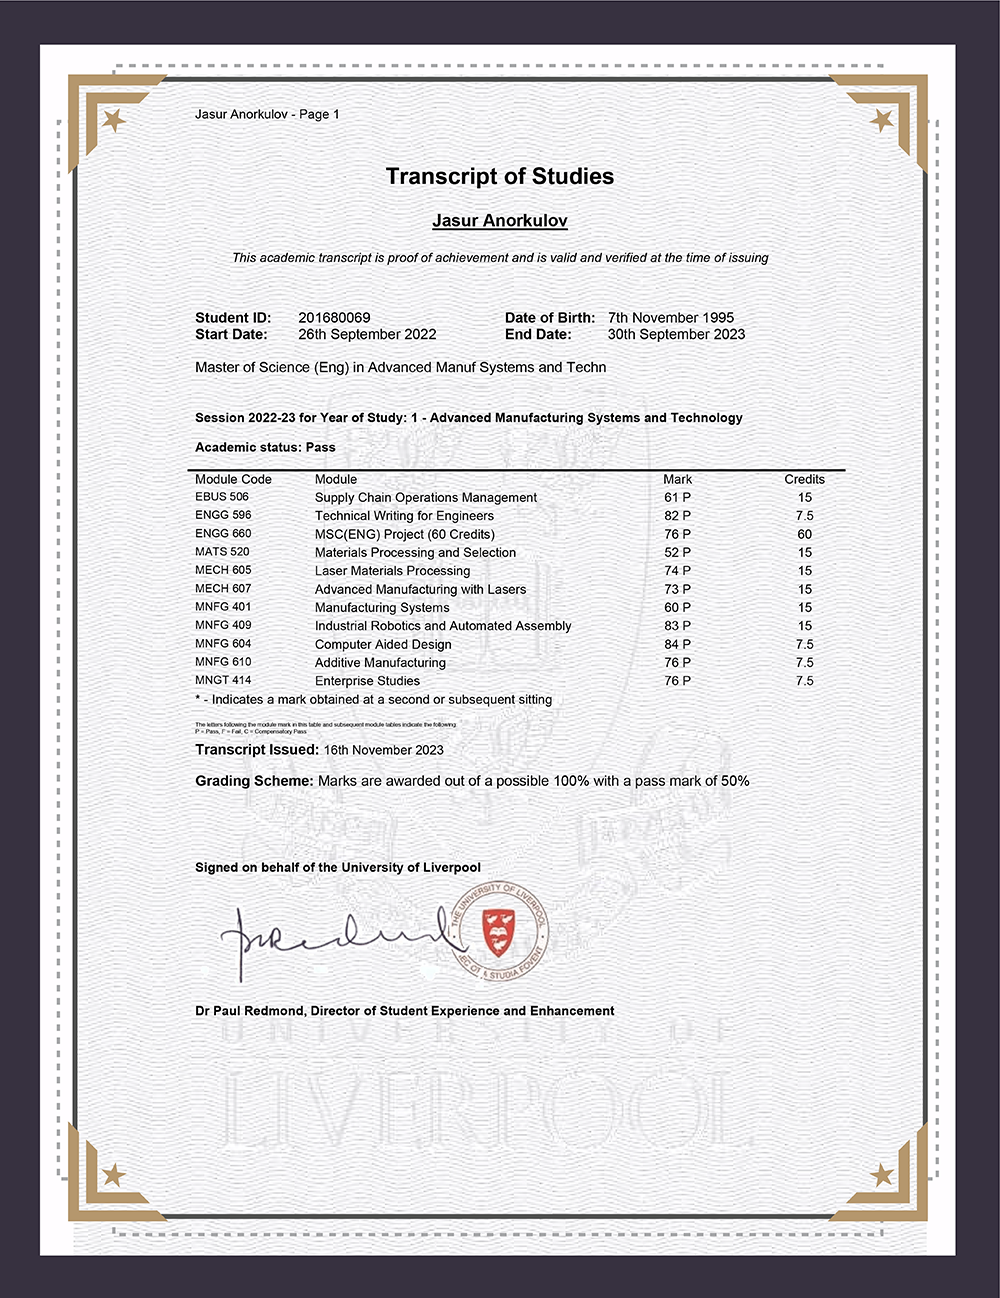 Jasur Anorkulov - Page 1
Transcript of Studies
Jasur Anorkulov
This academic transcript is proof of achievement and is valid and verified at the time of issuing
Student ID: 201680069 Date of Birth: 7th November 1995
Start Date: 26th September 2022 End Date: 30th September 2023
Master of Science (Eng) in Advanced Manuf Systems and Techn
Session 2022-23 for Year of Study: 1 - Advanced Manufacturing Systems and Technology
Academic status: Pass
Module Code Module Mark Credits
EBUS 506 Supply Chain Operations Management 61 P 15
ENGG 596 Technical Writing for Engineers 82 P 7.5
ENGG 660 MSC(ENG) Project (60 Credits) 76 P 60
MATS 520 Materials Processing and Selection 52 P 15
MECH 605 Laser Materials Processing 74 P 15
MECH 607 Advanced Manufacturing with Lasers 73 P 15
MNFG 401 Manufacturing Systems 60 P 15
MNFG 409 Industrial Robotics and Automated Assembly 83 P 15
MNFG 604 Computer Aided Design 84 P 7.5
MNFG 610 Additive Manufacturing 76 P 7.5
MNGT 414 Enterprise Studies 76 P 7.5
* - Indicates a mark obtained at a second or subsequent sitting
The letters following the module mark in this table and subsequent module tables indicate the following:
P = Pass, F = Fail, C = Compensatory Pass
Transcript Issued: 16th November 2023
Grading Scheme: Marks are awarded out of a possible 100% with a pass mark of 50%
Signed on behalf of the University of Liverpool
THE UNIVERSITY OF LIVERPOOL
STUDIA FOVENT
Dr Paul Redmond, Director of Student Experience and Enhancement
UNIVERSITY OF
LIVERPOOL